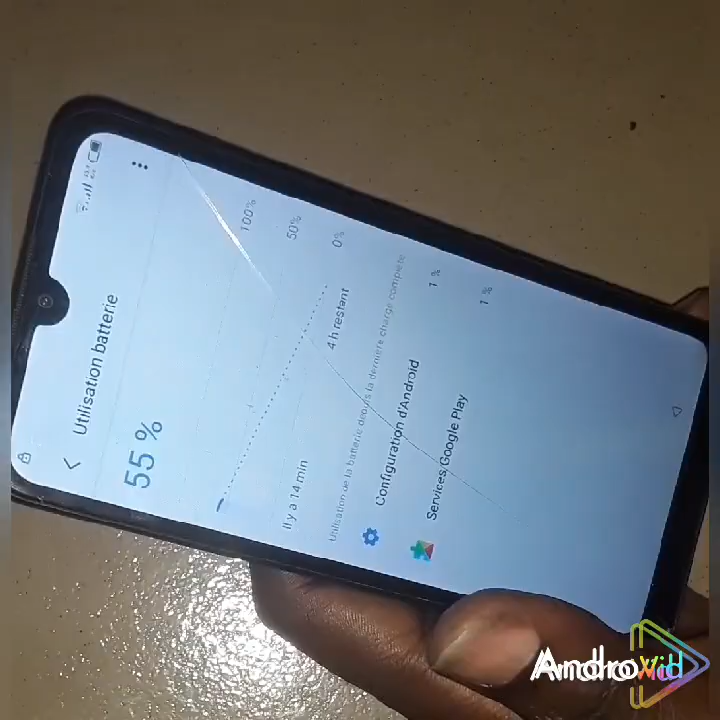 Utilisation batterie
55 %
100%
50%
0%
Il y a 14 min
4 h restant
Utilisation de la batterie depuis la dernière charge complète
Configuration d'Android
1 %
Services Google Play
1 %
AndroVid